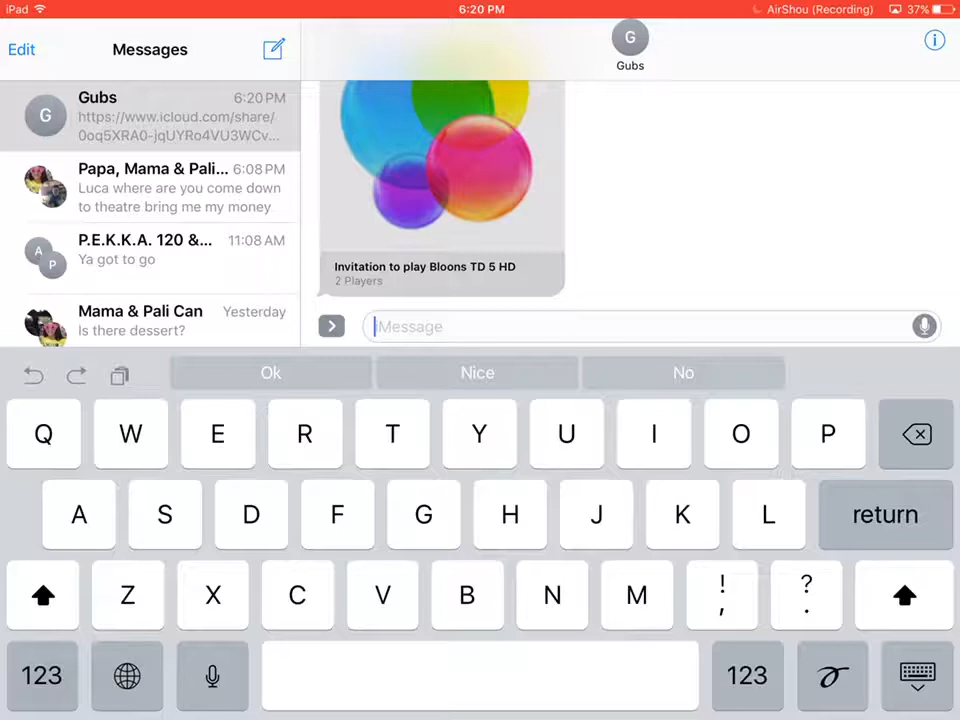 iPad 6:20 PM AirShou (Recording) 37%
Edit Messages
G
Gubs
G Gubs 6:20 PM
https://www.icloud.com/share/
0oq5XRA0-jqUYRo4VU3WCv...
Papa, Mama & Pali... 6:08 PM
Luca where are you come down
to theatre bring me my money
P.E.K.K.A. 120 &... 11:08 AM
A P Ya got to go
Mama & Pali Can Yesterday
Is there dessert?
Invitation to play Bloons TD 5 HD
2 Players
iMessage
Ok Nice No
Q W E R T Y U I O P
A S D F G H J K L return
Z X C V B N M ! , ? .
123 123